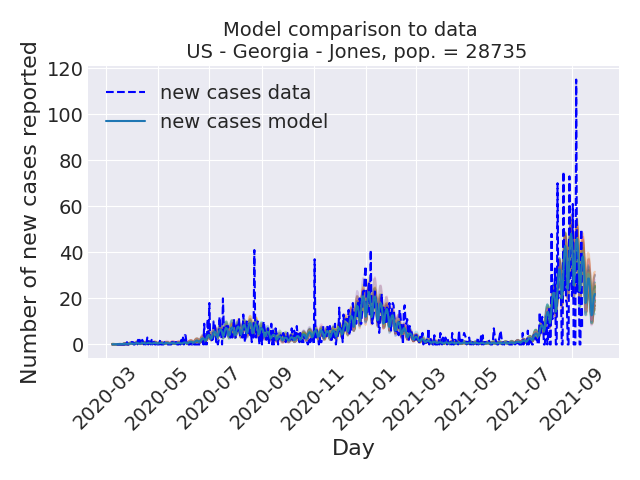 Model comparison to data
US - Georgia - Jones, pop. = 28735
Number of new cases reported
120
100
80
60
40
20
0
new cases data
new cases model
2020-03
2020-05
2020-07
2020-09
2020-11
2021-01
2021-03
2021-05
2021-07
2021-09
Day